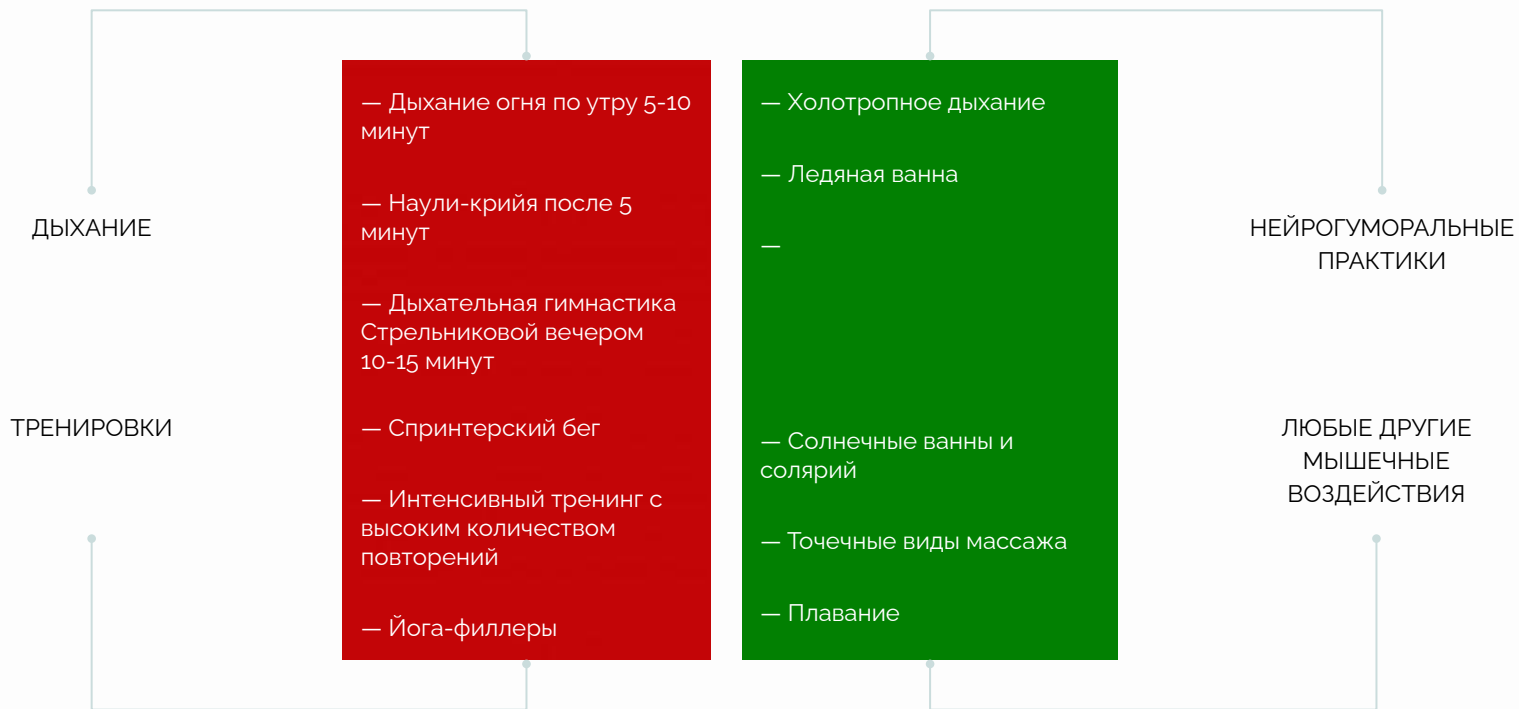 ДЫХАНИЕ
ТРЕНИРОВКИ
— Дыхание огня по утру 5-10
минут
— Наули-крийя после 5
минут
— Дыхательная гимнастика
Стрельниковой вечером
10-15 минут
— Спринтерский бег
— Интенсивный тренинг с
высоким количеством
повторений
— Йога-филлеры
— Холотропное дыхание
— Ледяная ванна
—
— Солнечные ванны и
солярий
— Точечные виды массажа
— Плавание
НЕЙРОГУМОРАЛЬНЫЕ
ПРАКТИКИ
ЛЮБЫЕ ДРУГИЕ
МЫШЕЧНЫЕ
ВОЗДЕЙСТВИЯ